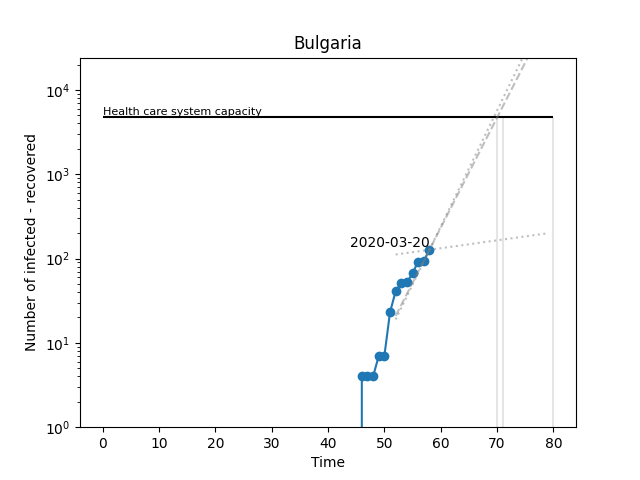 Bulgaria
Number of infected - recovered
10^4
10^3
10^2
10^1
10^0
Health care system capacity
2020-03-20
0 10 20 30 40 50 60 70 80
Time